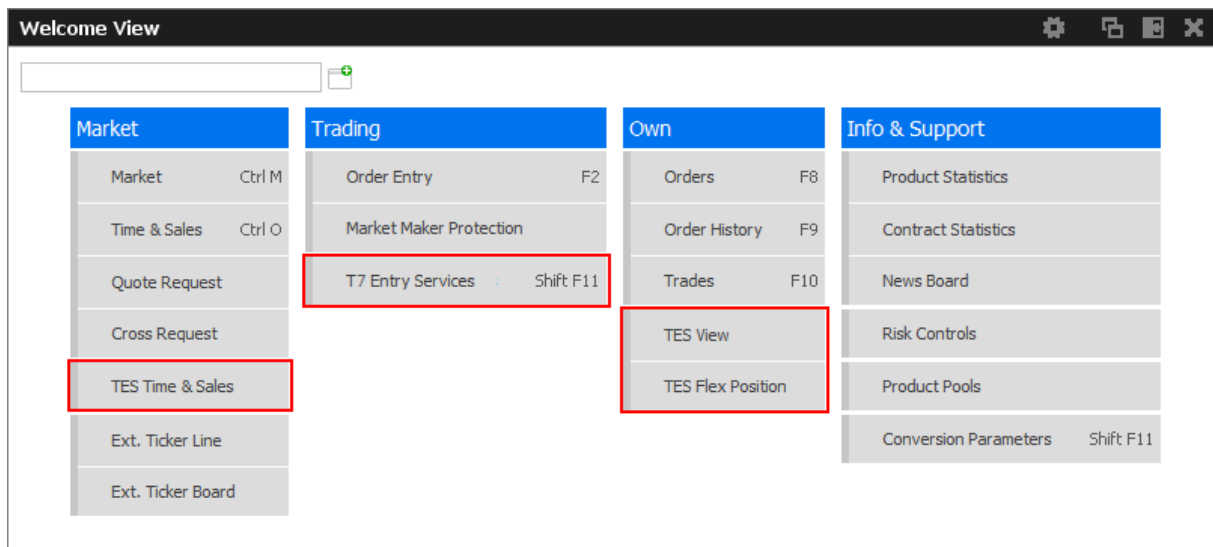 Welcome View
Market
Market Ctrl M
Time & Sales Ctrl O
Quote Request
Cross Request
TES Time & Sales
Ext. Ticker Line
Ext. Ticker Board
Trading
Order Entry F2
Market Maker Protection
T7 Entry Services Shift F11
Own
Orders F8
Order History F9
Trades F10
TES View
TES Flex Position
Info & Support
Product Statistics
Contract Statistics
News Board
Risk Controls
Product Pools
Conversion Parameters Shift F11